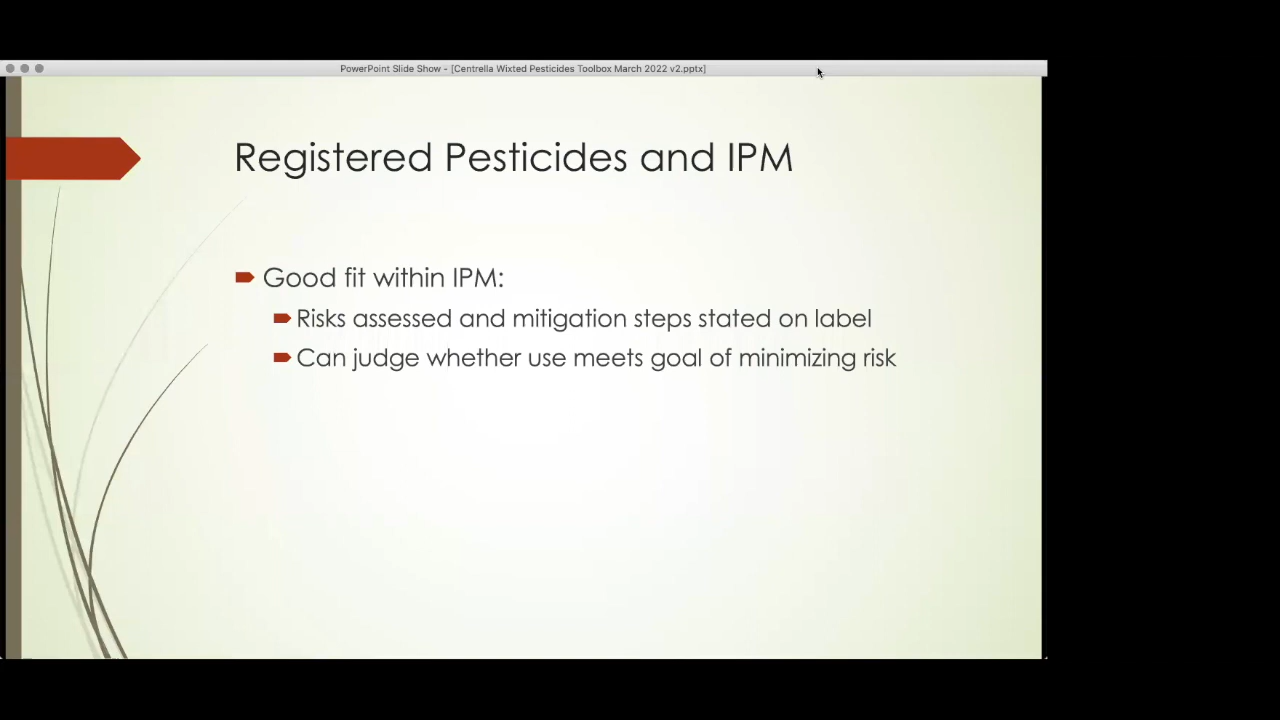 PowerPoint Slide Show - [Centrella Wixted Pesticides Toolbox March 2022 v2.pptx]
Registered Pesticides and IPM
Good fit within IPM:
Risks assessed and mitigation steps stated on label
Can judge whether use meets goal of minimizing risk